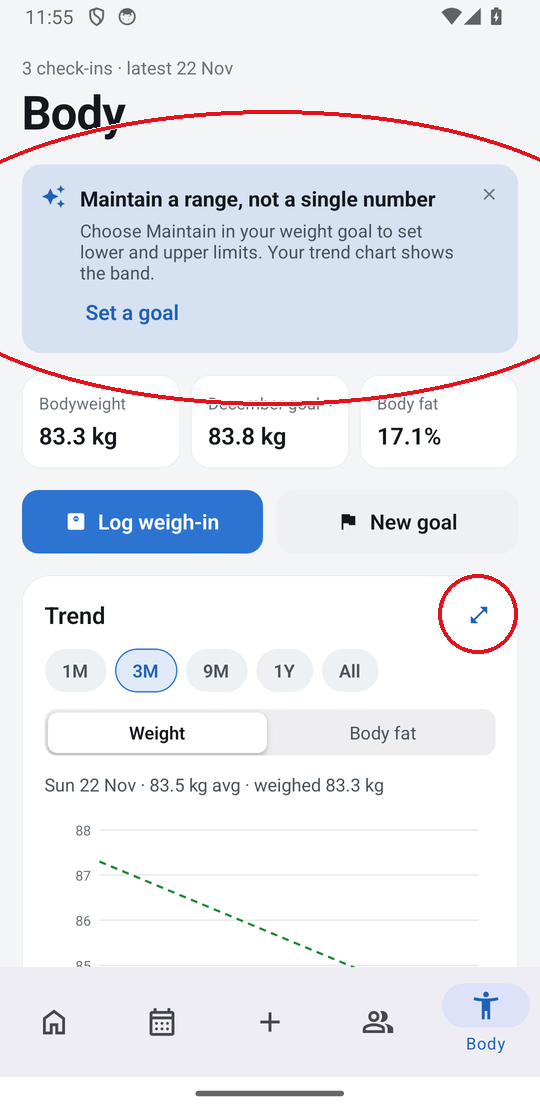 11:55
3 check-ins · latest 22 Nov
Body
Maintain a range, not a single number
Choose Maintain in your weight goal to set
lower and upper limits. Your trend chart shows
the band.
Set a goal
Bodyweight
83.3 kg
December goal ·
83.8 kg
Body fat
17.1%
Log weigh-in
New goal
Trend
1M
3M
9M
1Y
All
Weight
Body fat
Sun 22 Nov · 83.5 kg avg · weighed 83.3 kg
88
87
86
85
Body